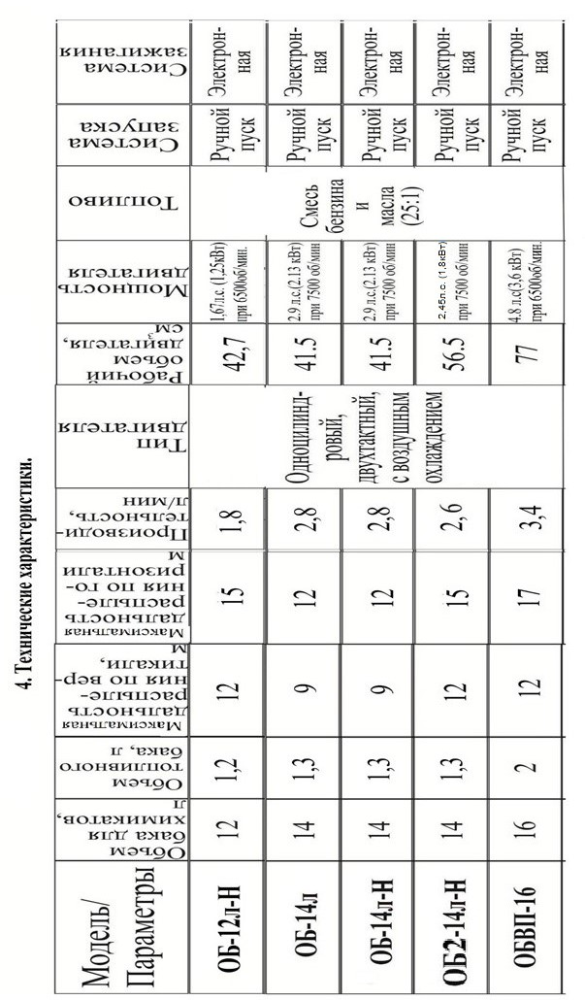 4. Технические характеристики.
Модель/
Параметры
Объем
бака для
химикатов,
л
Объем
топливного
бака, л
Максимальная
дальность
распыле-
ния по вер-
тикали,
м
Максимальная
дальность
распыле-
ния по го-
ризонтали
м
Производи-
тельность,
л/мин
Тип
двигателя
Рабочий
объем
двигателя,
см3
Мощность
двигателя
Топливо
Система
запуска
Система
зажигания
ОБ-12л-Н
12
1,2
12
15
1,8
42,7
1,67л.с. (1,25кВт)
при 6500об/мин.
Ручной
пуск
Электрон-
ная
ОБ-14л
14
1,3
9
12
2,8
41.5
2.9 л.с.(2.13 кВт)
при 7500 об/мин
Ручной
пуск
Электрон-
ная
ОБ-14л-Н
14
1,3
9
12
2,8
41.5
2.9 л.с.(2.13 кВт)
при 7500 об/мин
Ручной
пуск
Электрон-
ная
ОБ2-14л-Н
14
1,3
12
15
2,6
56.5
2,45л.с. (1.8кВт)
при 7500 об/мин
Ручной
пуск
Электрон-
ная
ОБВП-16
16
2
12
17
3,4
77
4.8 л.с(3,6 кВт)
при 6500об/мин.
Ручной
пуск
Электрон-
ная
Одноцилинд-
ровый,
двухтактный,
с воздушным
охлаждением
Смесь
бензина
и
масла
(25:1)